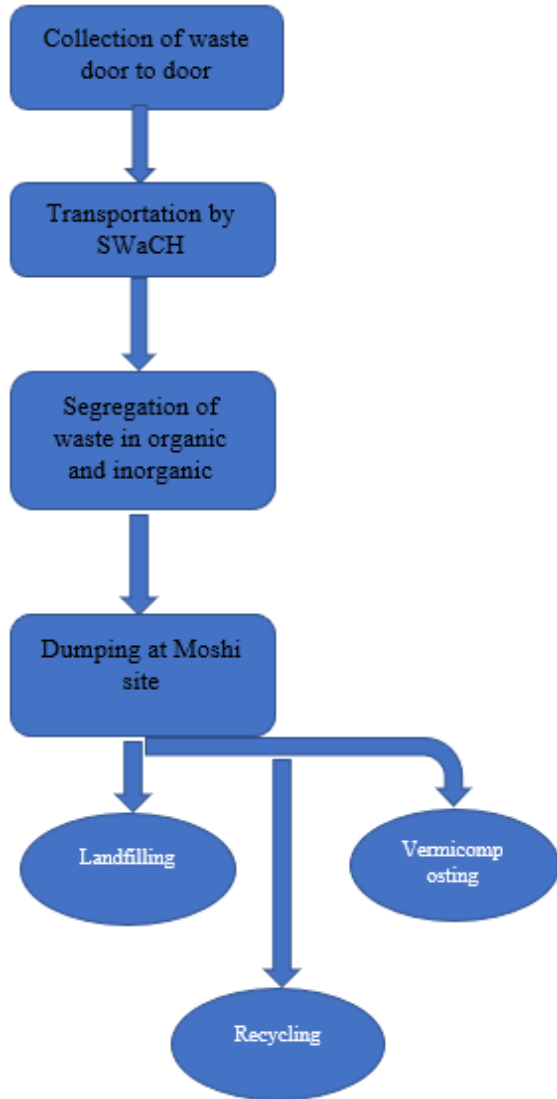 Collection of waste
door to door
Transportation by
SWaCH
Segregation of
waste in organic
and inorganic
Dumping at Moshi
site
Landfilling
Vermicomp
osting
Recycling